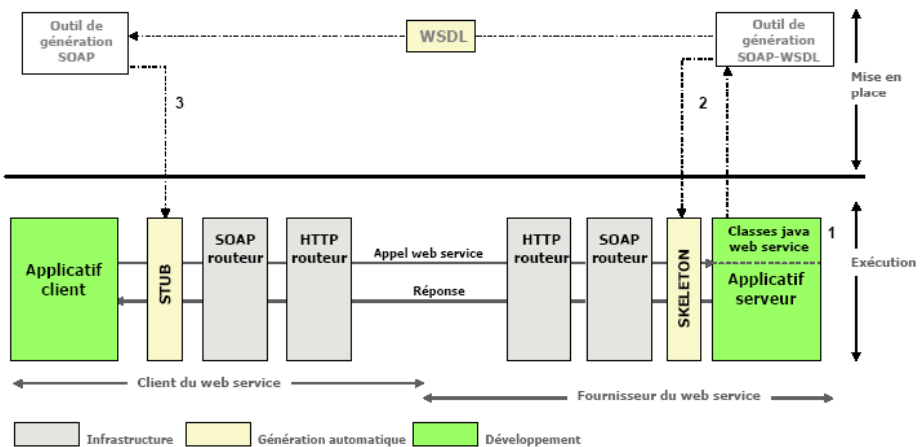 Outil de
génération
SOAP
WSDL
Outil de
génération
SOAP-WSDL
Mise en
place
3
2
Applicatif
client
STUB
SOAP
routeur
HTTP
routeur
Appel web service
Réponse
HTTP
routeur
SOAP
routeur
SKELETON
Classes java
web service
1
Applicatif
serveur
Exécution
Client du web service
Fournisseur du web service
Infrastructure
Génération automatique
Développement